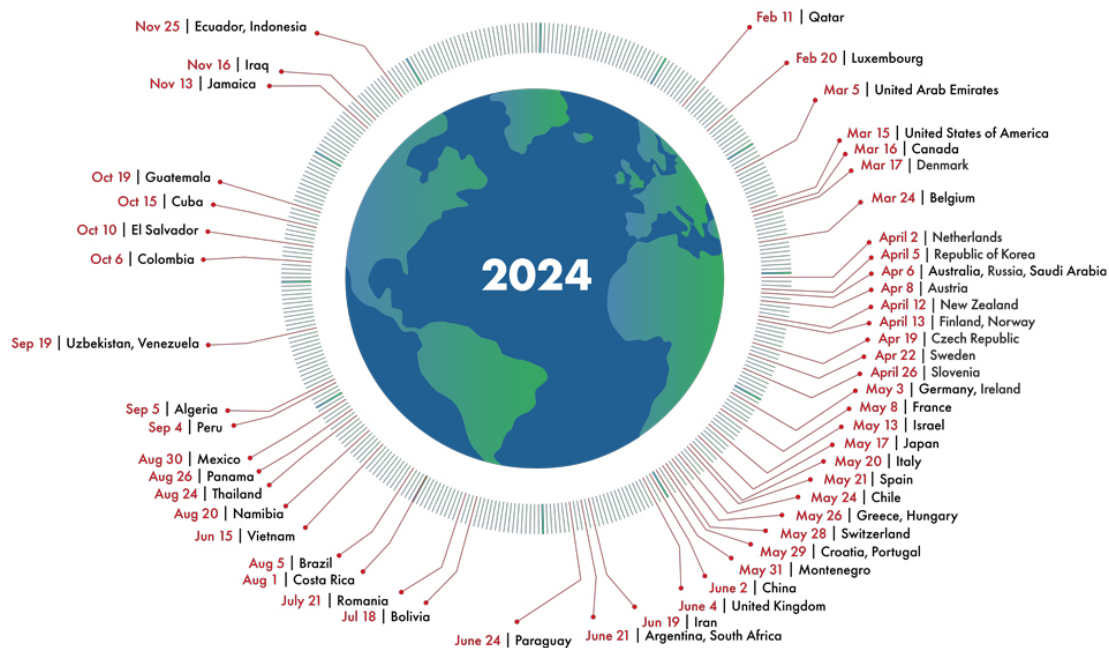 Nov 25 | Ecuador, Indonesia
Nov 16 | Iraq
Nov 13 | Jamaica
Oct 19 | Guatemala
Oct 15 | Cuba
Oct 10 | El Salvador
Oct 6 | Colombia
Sep 19 | Uzbekistan, Venezuela
Sep 5 | Algeria
Sep 4 | Peru
Aug 30 | Mexico
Aug 26 | Panama
Aug 24 | Thailand
Aug 20 | Namibia
Jun 15 | Vietnam
Aug 5 | Brazil
Aug 1 | Costa Rica
July 21 | Romania
Jul 18 | Bolivia
2024
Feb 11 | Qatar
Feb 20 | Luxembourg
Mar 5 | United Arab Emirates
Mar 15 | United States of America
Mar 16 | Canada
Mar 17 | Denmark
Mar 24 | Belgium
April 2 | Netherlands
April 5 | Republic of Korea
Apr 6 | Australia, Russia, Saudi Arabia
Apr 8 | Austria
April 12 | New Zealand
April 13 | Finland, Norway
Apr 19 | Czech Republic
Apr 22 | Sweden
April 26 | Slovenia
May 3 | Germany, Ireland
May 8 | France
May 13 | Israel
May 17 | Japan
May 20 | Italy
May 21 | Spain
May 24 | Chile
May 26 | Greece, Hungary
May 28 | Switzerland
May 29 | Croatia, Portugal
May 31 | Montenegro
June 2 | China
June 4 | United Kingdom
Jun 19 | Iran
June 21 | Argentina, South Africa
June 24 | Paraguay